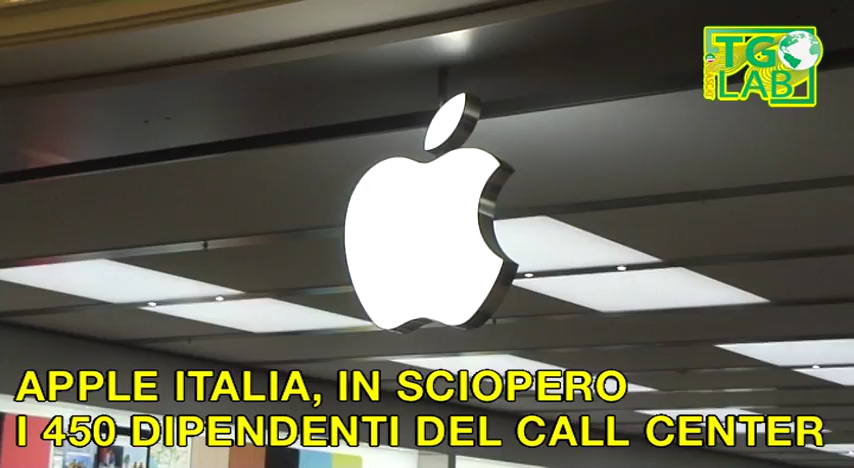 TG
LAB
APPLE ITALIA, IN SCIOPERO
I 450 DIPENDENTI DEL CALL CENTER